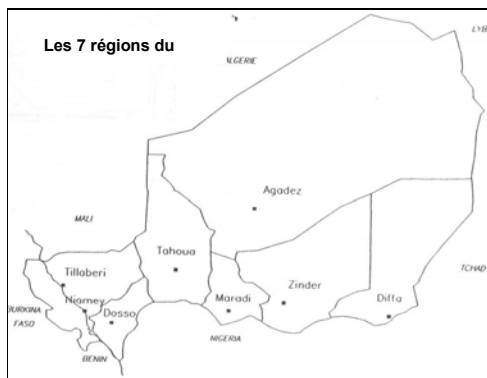 Les 7 régions du
LYB
ALGERIE
Agadez
MALI
Tahoua
TCHAD
Tillaberi
Zinder
Niamey
Maradi
Diffa
BURKINA
FASO
Dosso
NIGERIA
BENIN